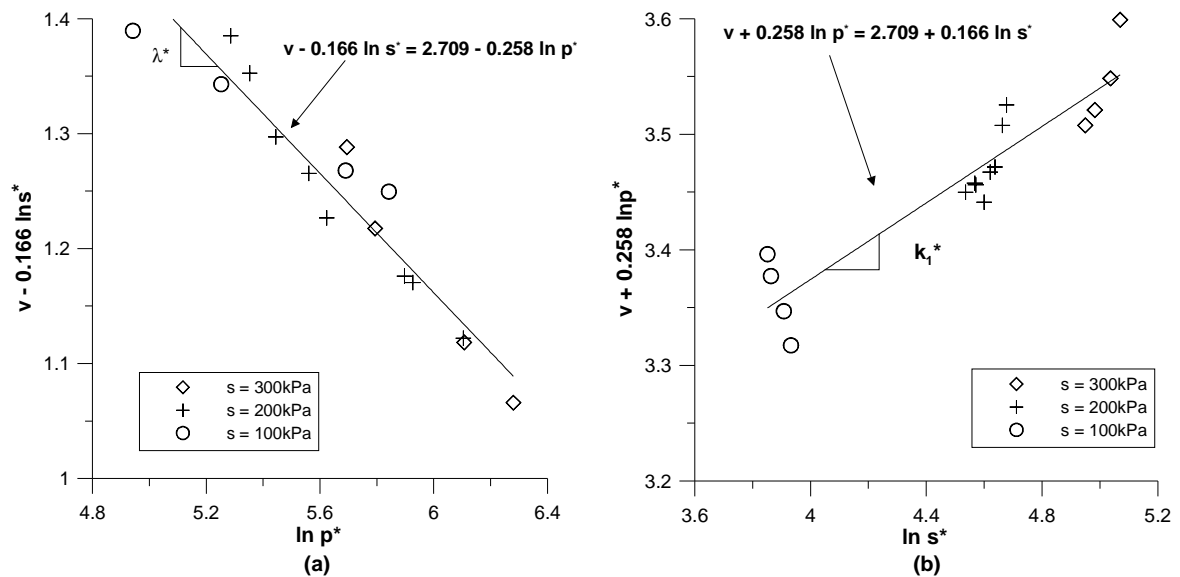 1.4
1.3
1.2
1.1
1
v - 0.166 lns*
λ*
v - 0.166 ln s* = 2.709 - 0.258 ln p*
s = 300kPa
s = 200kPa
s = 100kPa
4.8 5.2 5.6 6 6.4
ln p*
(a)
3.6
3.5
3.4
3.3
3.2
v + 0.258 lnp*
v + 0.258 ln p* = 2.709 + 0.166 ln s*
k₁*
s = 300kPa
s = 200kPa
s = 100kPa
3.6 4 4.4 4.8 5.2
ln s*
(b)